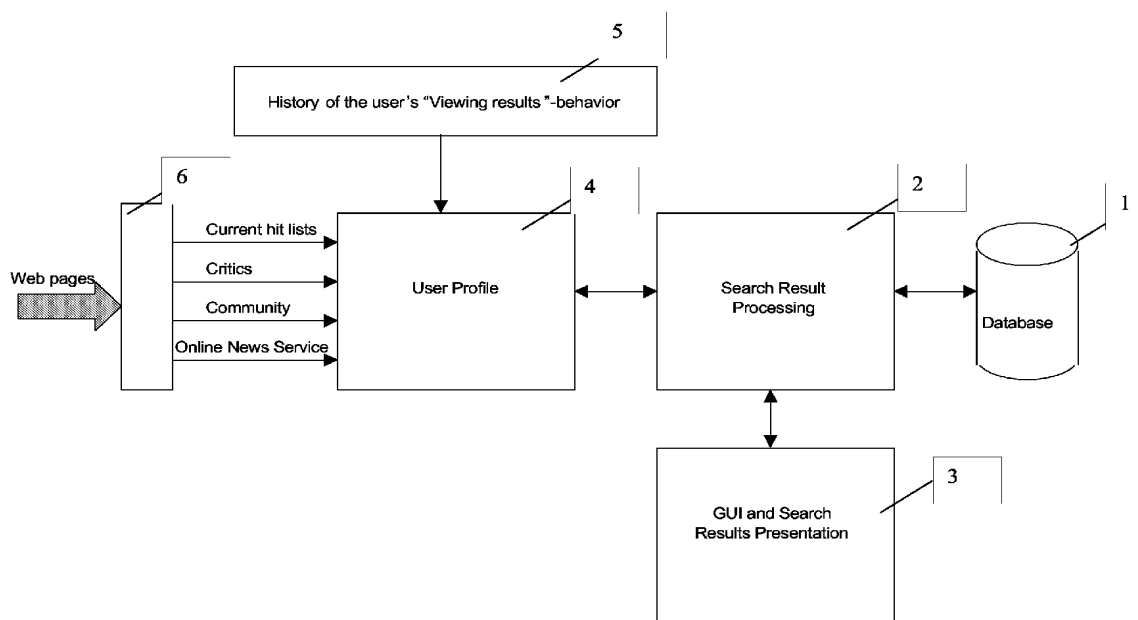 5
History of the user's "Viewing results"-behavior
6
4
2
1
Current hit lists
Web pages
Critics
User Profile
Search Result
Processing
Community
Database
Online News Service
3
GUI and Search
Results Presentation